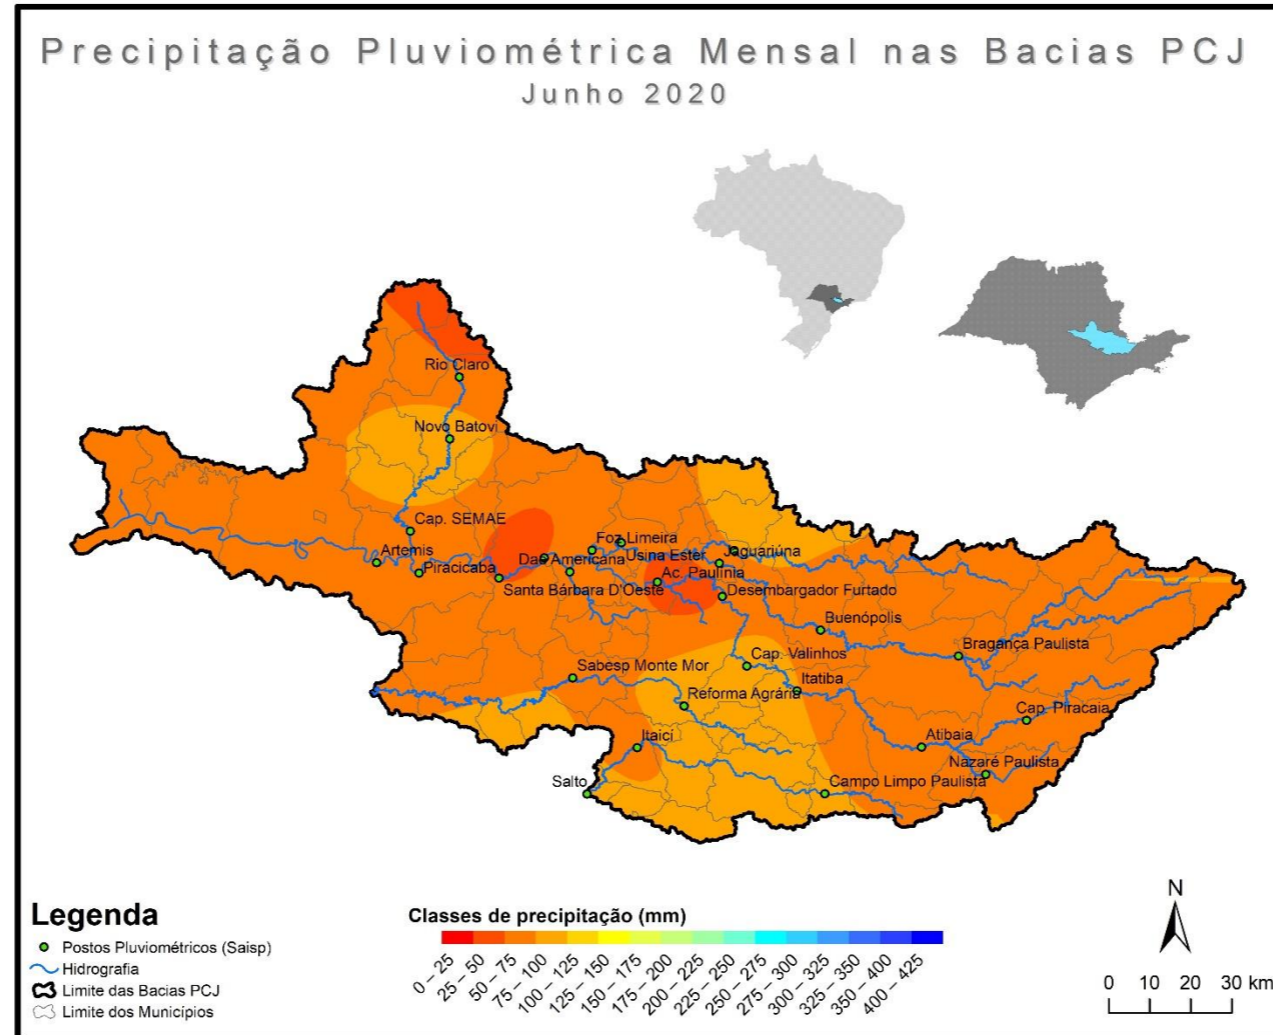 Precipitação Pluviométrica Mensal nas Bacias PCJ
Junho 2020
Rio Claro
Novo Batovi
Cap. SEMAE
Artemis
Piracicaba
Foz Limeira
Dae Americana
Usina Ester
Jaguariúna
Ac. Paulínia
Santa Bárbara D'Oeste
Desembargador Furtado
Buenópolis
Bragança Paulista
Cap. Valinhos
Sabesp Monte Mor
Itatiba
Reforma Agrária
Cap. Piracaia
Itaicí
Atibaia
Nazaré Paulista
Salto
Campo Limpo Paulista
Legenda
Postos Pluviométricos (Saisp)
Hidrografia
Limite das Bacias PCJ
Limite dos Municípios
Classes de precipitação (mm)
0 – 25
25 – 50
50 – 75
75 – 100
100 – 125
125 – 150
150 – 175
175 – 200
200 – 225
225 – 250
250 – 275
275 – 300
300 – 325
325 – 350
350 – 400
400 – 425
N
0 10 20 30 km